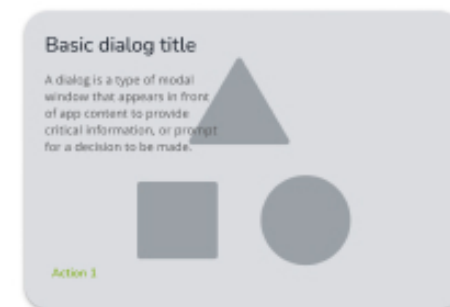 Basic dialog title
A dialog is a type of modal
window that appears in front
of app content to provide
critical information, or prompt
for a decision to be made.
Action 1